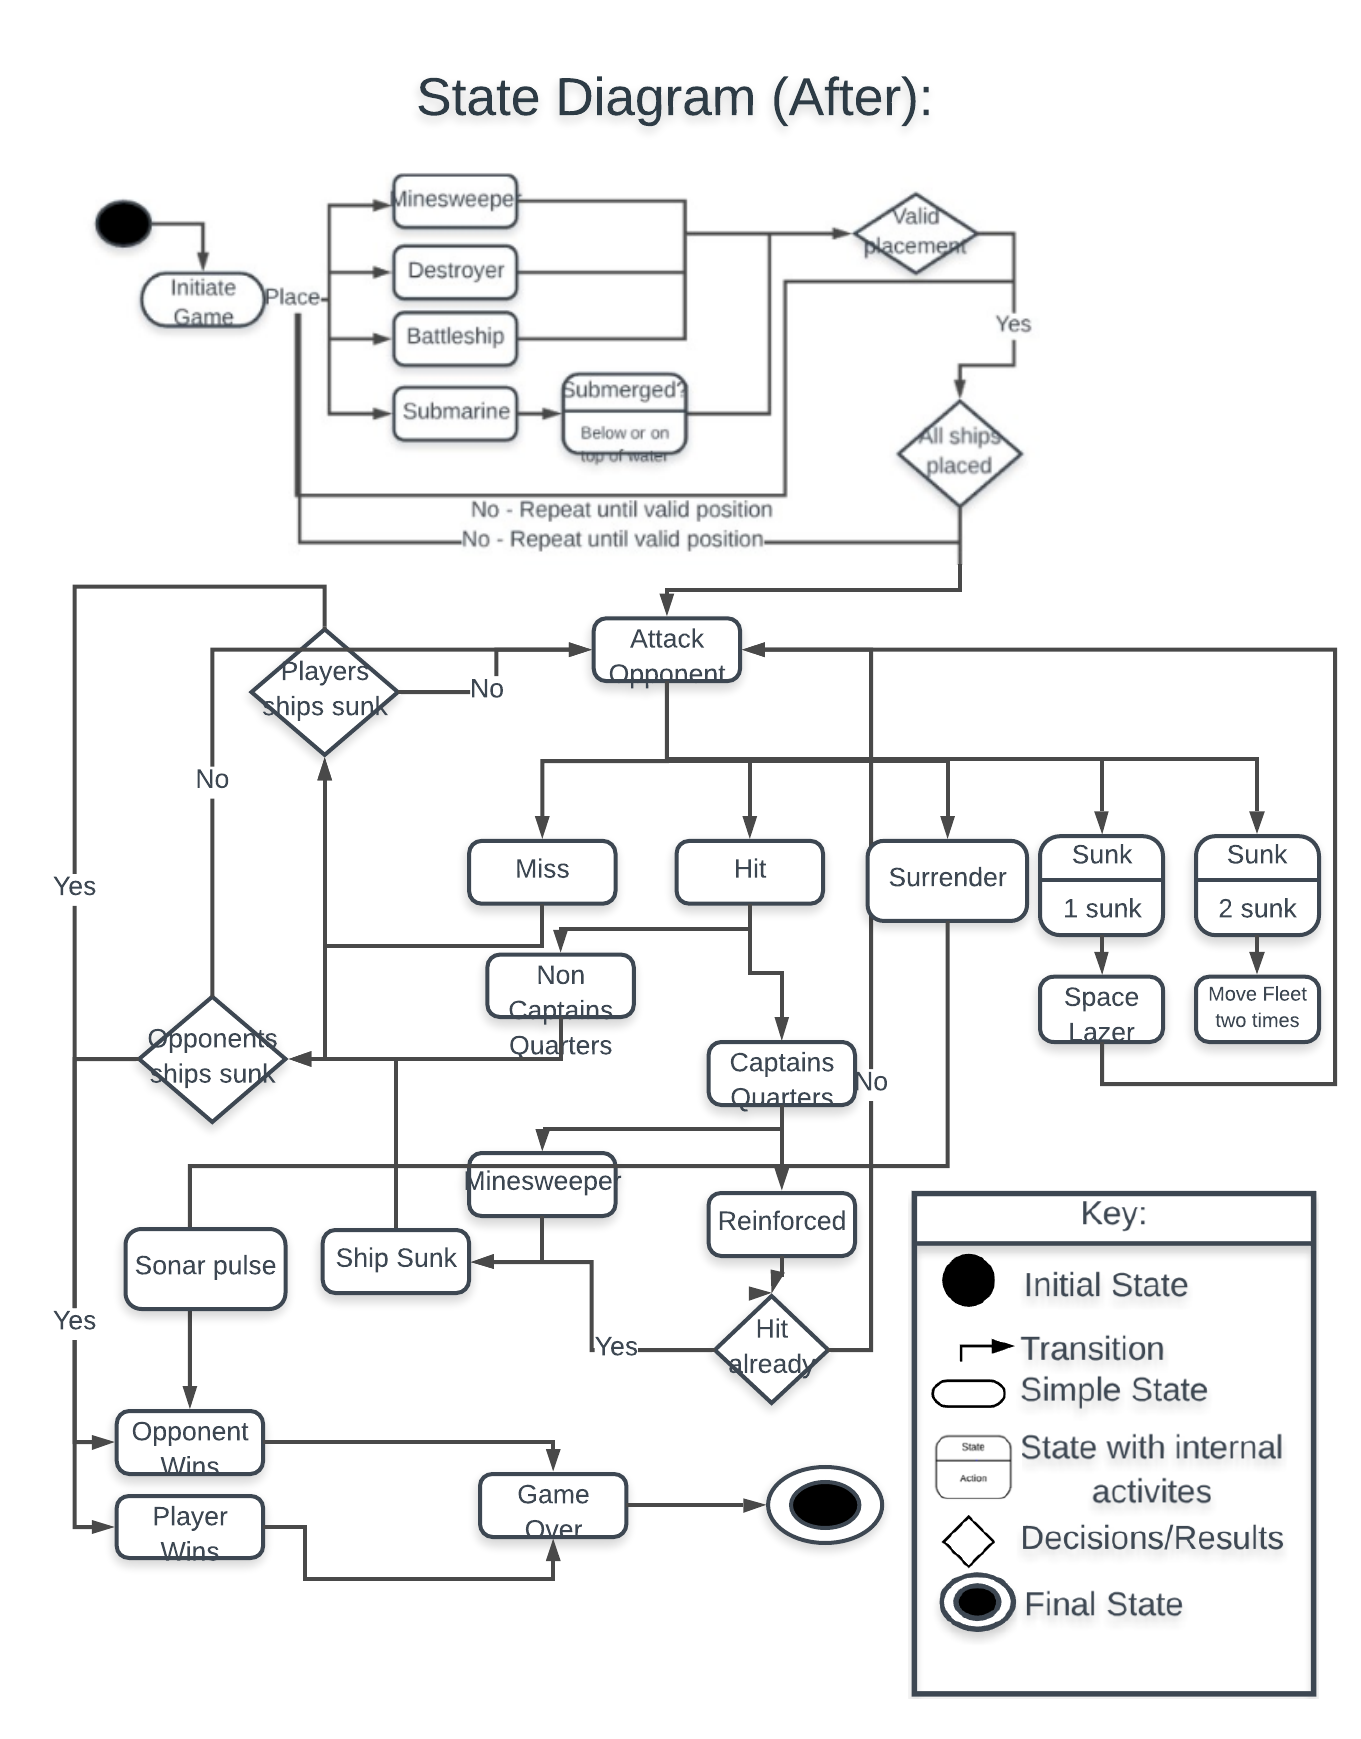 State Diagram (After):
Minesweeper
Valid
placement
Destroyer
Initiate
Game
Place
Battleship
Yes
Submerged?
Submarine
Below or on
top of water
All ships
placed
No - Repeat until valid position
No - Repeat until valid position
Attack
Opponent
Players
ships sunk
No
No
Miss
Hit
Surrender
Sunk
1 sunk
Sunk
2 sunk
Yes
Non
Captains
Quarters
Space
Lazer
Move Fleet
two times
Opponents
ships sunk
Captains
Quarters
No
Minesweeper
Reinforced
Sonar pulse
Ship Sunk
Yes
Hit
already
Yes
Opponent
Wins
Game
Over
Player
Wins
Key:
Initial State
Transition
Simple State
State
Action
State with internal
activites
Decisions/Results
Final State